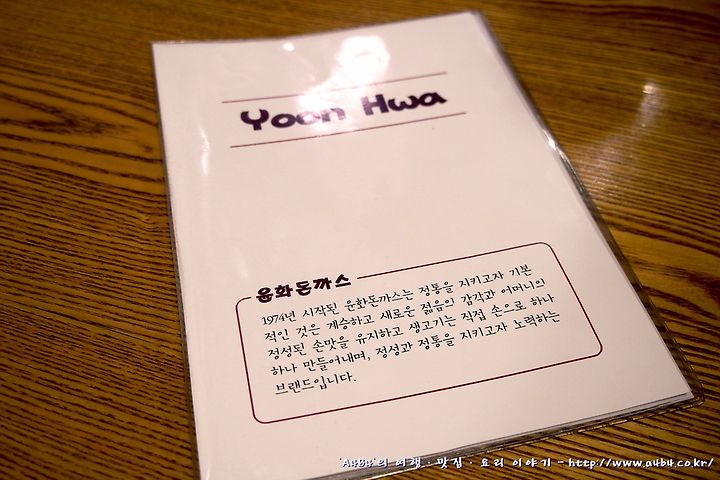 Yoon Hwa
윤화돈까스
1974년 시작된 윤화돈까스는 정통을 지키고자 기본
적인 것은 계승하고 새로운 젊음의 감각과 어머니의
정성된 손맛을 유지하고 생고기는 직접 손으로 하나
하나 만들어내며, 정성과 정통을 지키고자 노력하는
브랜드입니다.
'A4B4'의 여행·맛집·요리 이야기 - http://www.a4b4.co.kr/